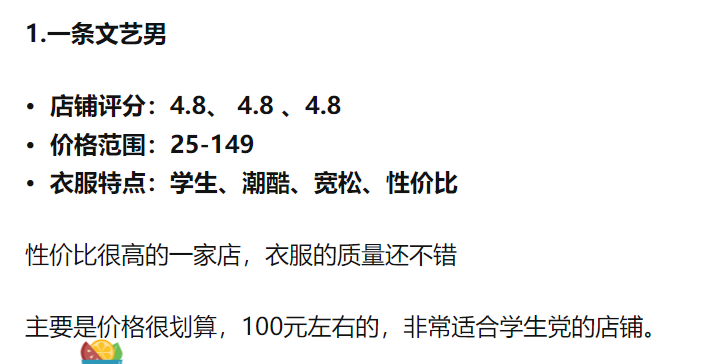 1.一条文艺男
• 店铺评分：4.8、 4.8 、4.8
• 价格范围：25-149
• 衣服特点：学生、潮酷、宽松、性价比
性价比很高的一家店，衣服的质量还不错
主要是价格很划算，100元左右的，非常适合学生党的店铺。